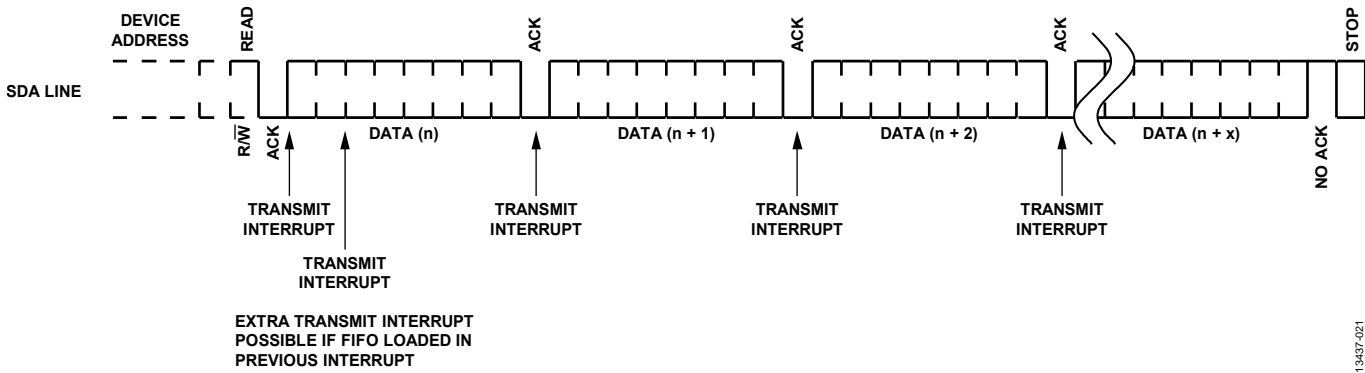 DEVICE
ADDRESS
READ
ACK
ACK
ACK
STOP
SDA LINE
R/W̅
ACK
DATA (n)
DATA (n + 1)
DATA (n + 2)
DATA (n + x)
NO ACK
TRANSMIT
INTERRUPT
TRANSMIT
INTERRUPT
TRANSMIT
INTERRUPT
TRANSMIT
INTERRUPT
TRANSMIT
INTERRUPT
EXTRA TRANSMIT INTERRUPT
POSSIBLE IF FIFO LOADED IN
PREVIOUS INTERRUPT
13437-021